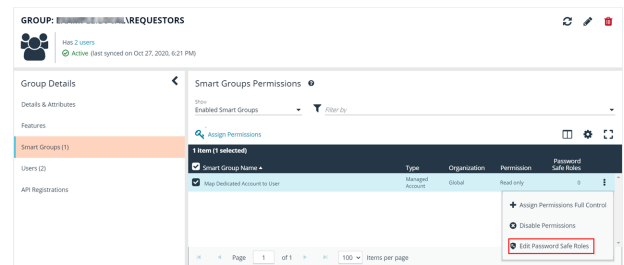 GROUP: \REQUESTORS
Has 2 users
Active (last synced on Oct 27, 2020, 6:21 PM)
Group Details
Details & Attributes
Features
Smart Groups (1)
Users (2)
API Registrations
Smart Groups Permissions
Show
Enabled Smart Groups
Filter by
Assign Permissions
1 item (1 selected)
Smart Group Name Type Organization Permission Password Safe Roles
Map Dedicated Account to User Managed Account Global Read only 0
Assign Permissions Full Control
Disable Permissions
Edit Password Safe Roles
Page 1 of 1 100 Items per page